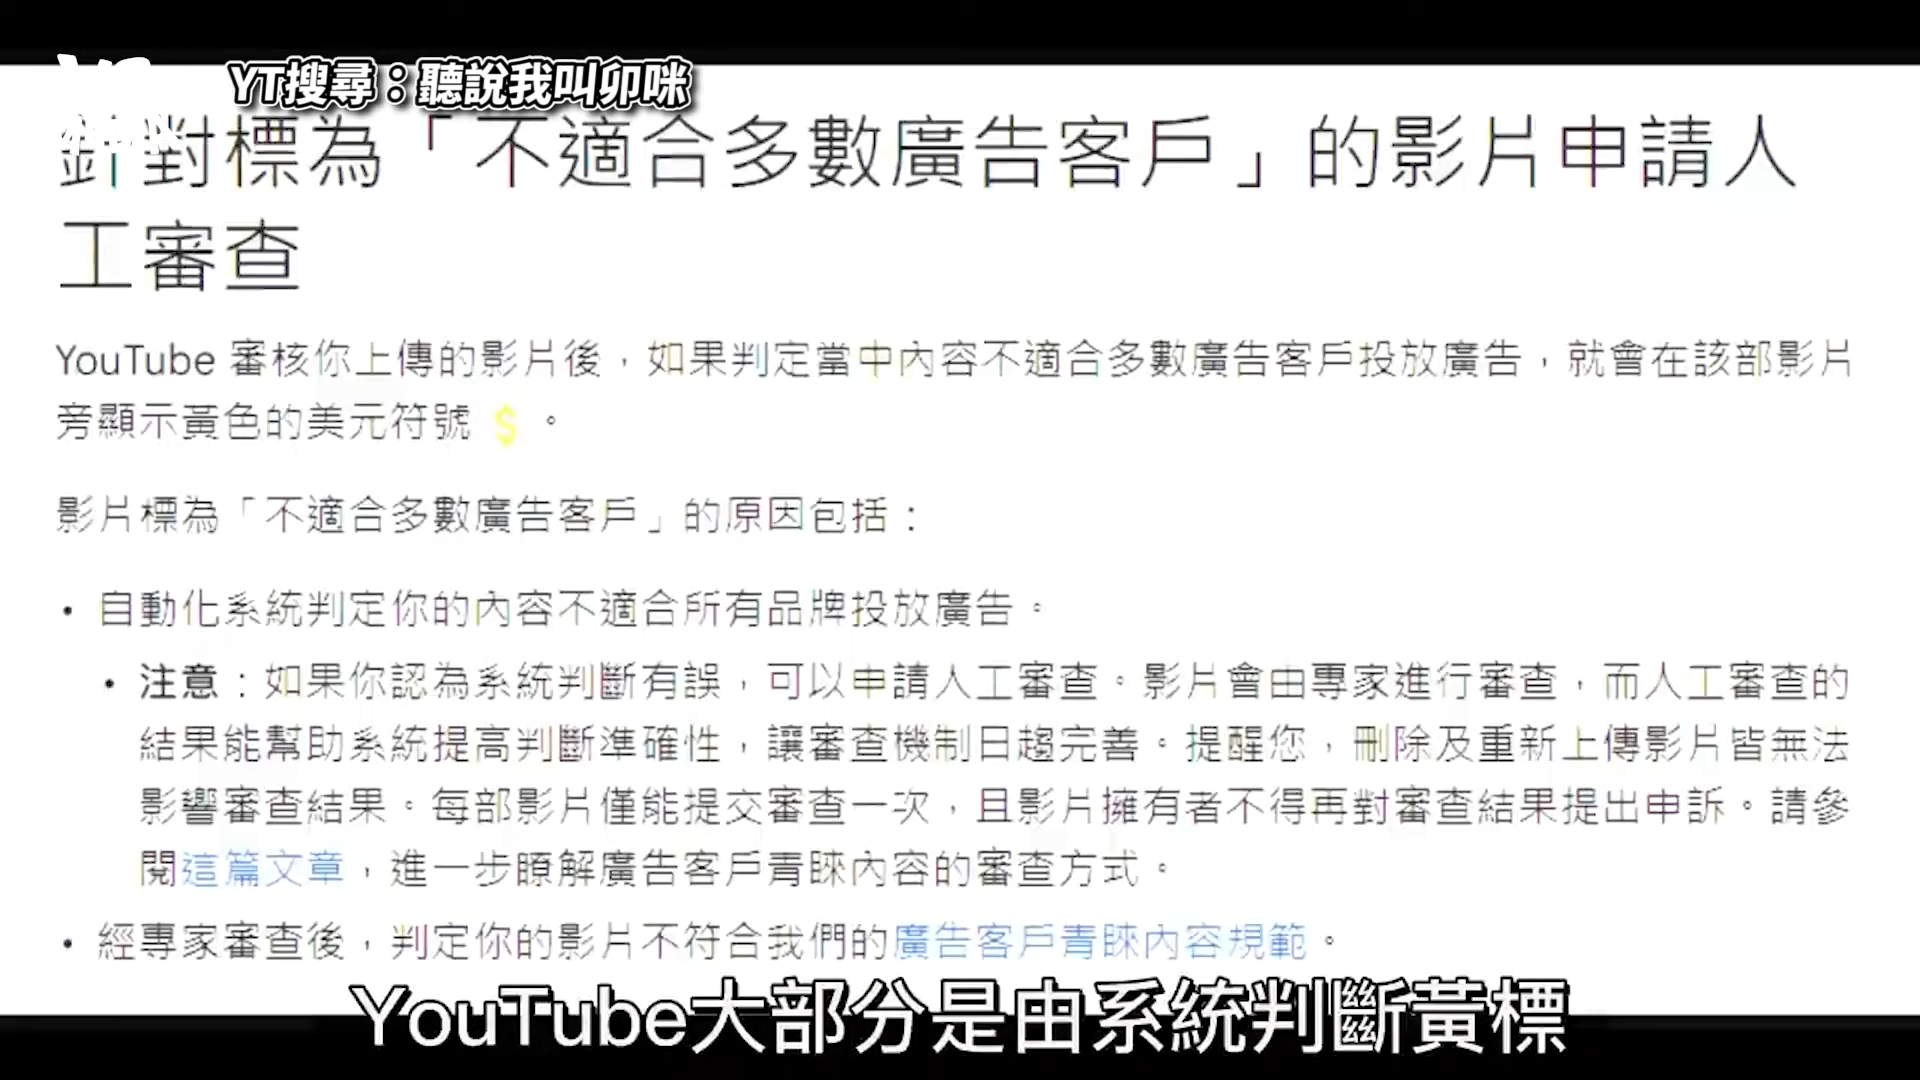 YT搜尋：聽說我叫卯咪
針對標為「不適合多數廣告客戶」的影片申請人
工審查
YouTube 審核你上傳的影片後，如果判定當中內容不適合多數廣告客戶投放廣告，就會在該部影片
旁顯示黃色的美元符號 $ 。
影片標為「不適合多數廣告客戶」的原因包括：
• 自動化系統判定你的內容不適合所有品牌投放廣告。
• 注意：如果你認為系統判斷有誤，可以申請人工審查。影片會由專家進行審查，而人工審查的
結果能幫助系統提高判斷準確性，讓審查機制日趨完善。提醒您，刪除及重新上傳影片皆無法
影響審查結果。每部影片僅能提交審查一次，且影片擁有者不得再對審查結果提出申訴。請參
閱這篇文章，進一步瞭解廣告客戶青睞內容的審查方式。
• 經專家審查後，判定你的影片不符合我們的廣告客戶青睞內容規範。
YouTube大部分是由系統判斷黃標